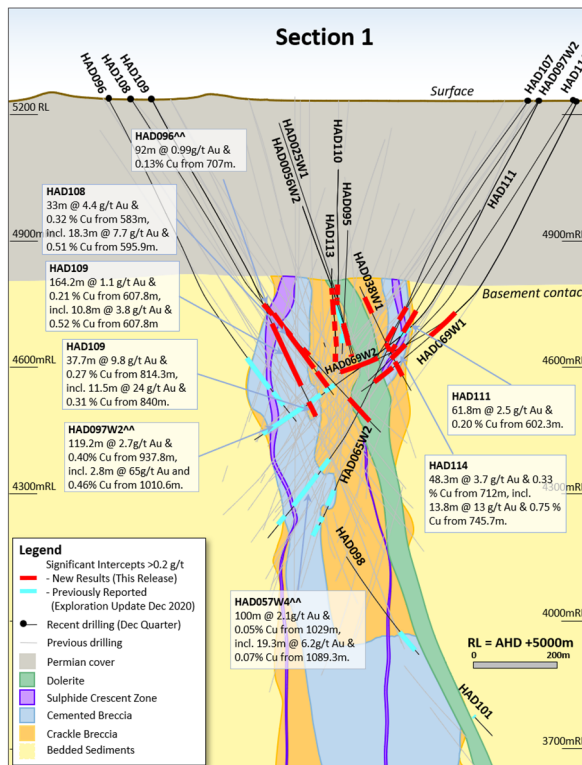 Section 1
HAD096
HAD108
HAD109
HAD107
HAD097W2
Surface
5200 RL
HAD096^^
92m @ 0.99g/t Au &
0.13% Cu from 707m.
HAD025W1
HAD0056W2
HAD110
HAD095
HAD113
HAD111
HAD108
33m @ 4.4 g/t Au &
0.32 % Cu from 583m,
incl. 18.3m @ 7.7 g/t Au &
0.51 % Cu from 595.9m.
4900mRL
4900mRL
HAD109
164.2m @ 1.1 g/t Au &
0.21 % Cu from 607.8m,
incl. 10.8m @ 3.8 g/t Au &
0.52 % Cu from 607.8m
HAD038W1
Basement contac
HAD069W1
HAD069W2
4600mRL
4600mRL
HAD109
37.7m @ 9.8 g/t Au &
0.27 % Cu from 814.3m,
incl. 11.5m @ 24 g/t Au &
0.31 % Cu from 840m.
HAD111
61.8m @ 2.5 g/t Au &
0.20 % Cu from 602.3m.
HAD097W2^^
119.2m @ 2.7g/t Au &
0.40% Cu from 937.8m,
incl. 2.8m @ 65g/t Au and
0.46% Cu from 1010.6m.
HAD065W2
HAD114
48.3m @ 3.7 g/t Au & 0.33
% Cu from 712m, incl.
13.8m @ 13 g/t Au & 0.75 %
Cu from 745.7m.
4300mRL
4300mRL
HAD098
HAD057W4^^
100m @ 2.1g/t Au &
0.05% Cu from 1029m,
incl. 19.3m @ 6.2g/t Au &
0.07% Cu from 1089.3m.
4000mRL
RL = AHD +5000m
0
200m
HAD101
3700mRL
Legend
Significant Intercepts >0.2 g/t
- New Results (This Release)
- Previously Reported
(Exploration Update Dec 2020)
Recent drilling (Dec Quarter)
Previous drilling
Permian cover
Dolerite
Sulphide Crescent Zone
Cemented Breccia
Crackle Breccia
Bedded Sediments